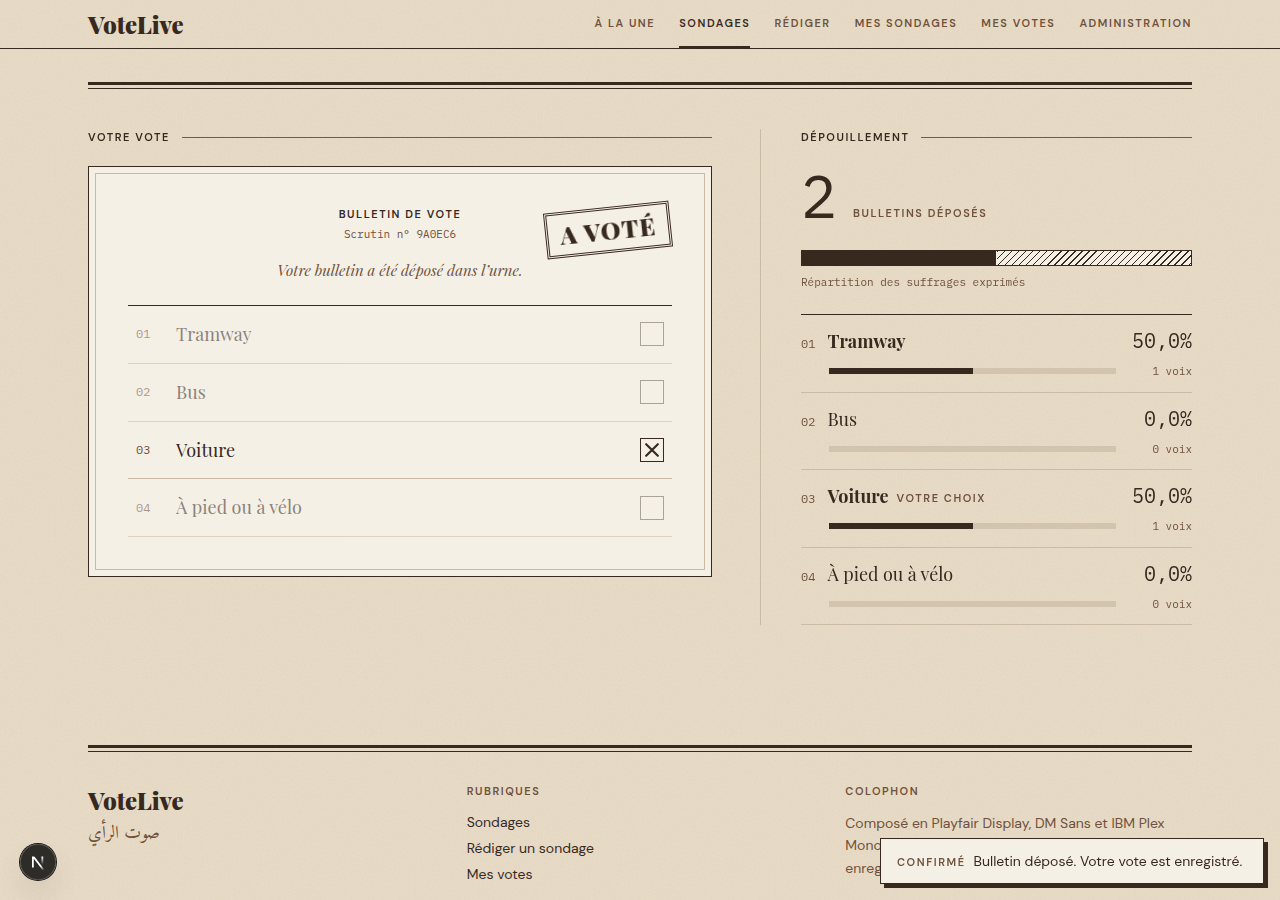 VoteLive
À LA UNE
SONDAGES
RÉDIGER
MES SONDAGES
MES VOTES
ADMINISTRATION
VOTRE VOTE
BULLETIN DE VOTE
Scrutin nº 9A0EC6
A VOTÉ
Votre bulletin a été déposé dans l’urne.
01 Tramway
02 Bus
03 Voiture
04 À pied ou à vélo
DÉPOUILLEMENT
2 BULLETINS DÉPOSÉS
Répartition des suffrages exprimés
01 Tramway 50,0%
1 voix
02 Bus 0,0%
0 voix
03 Voiture VOTRE CHOIX 50,0%
1 voix
04 À pied ou à vélo 0,0%
0 voix
VoteLive
صوت الرأي
RUBRIQUES
Sondages
Rédiger un sondage
Mes votes
COLOPHON
Composé en Playfair Display, DM Sans et IBM Plex
CONFIRMÉ Bulletin déposé. Votre vote est enregistré.
N